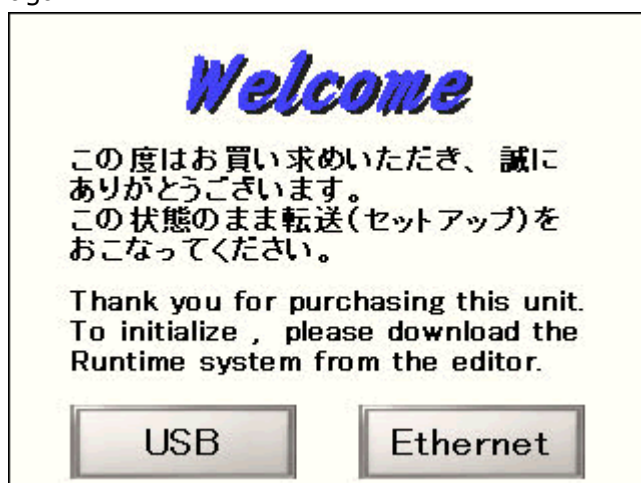 Welcome
この度はお買い求めいただき、誠に
ありがとうございます。
この状態のまま転送(セットアップ)を
おこなってください。
Thank you for purchasing this unit.
To initialize , please download the
Runtime system from the editor.
USB
Ethernet